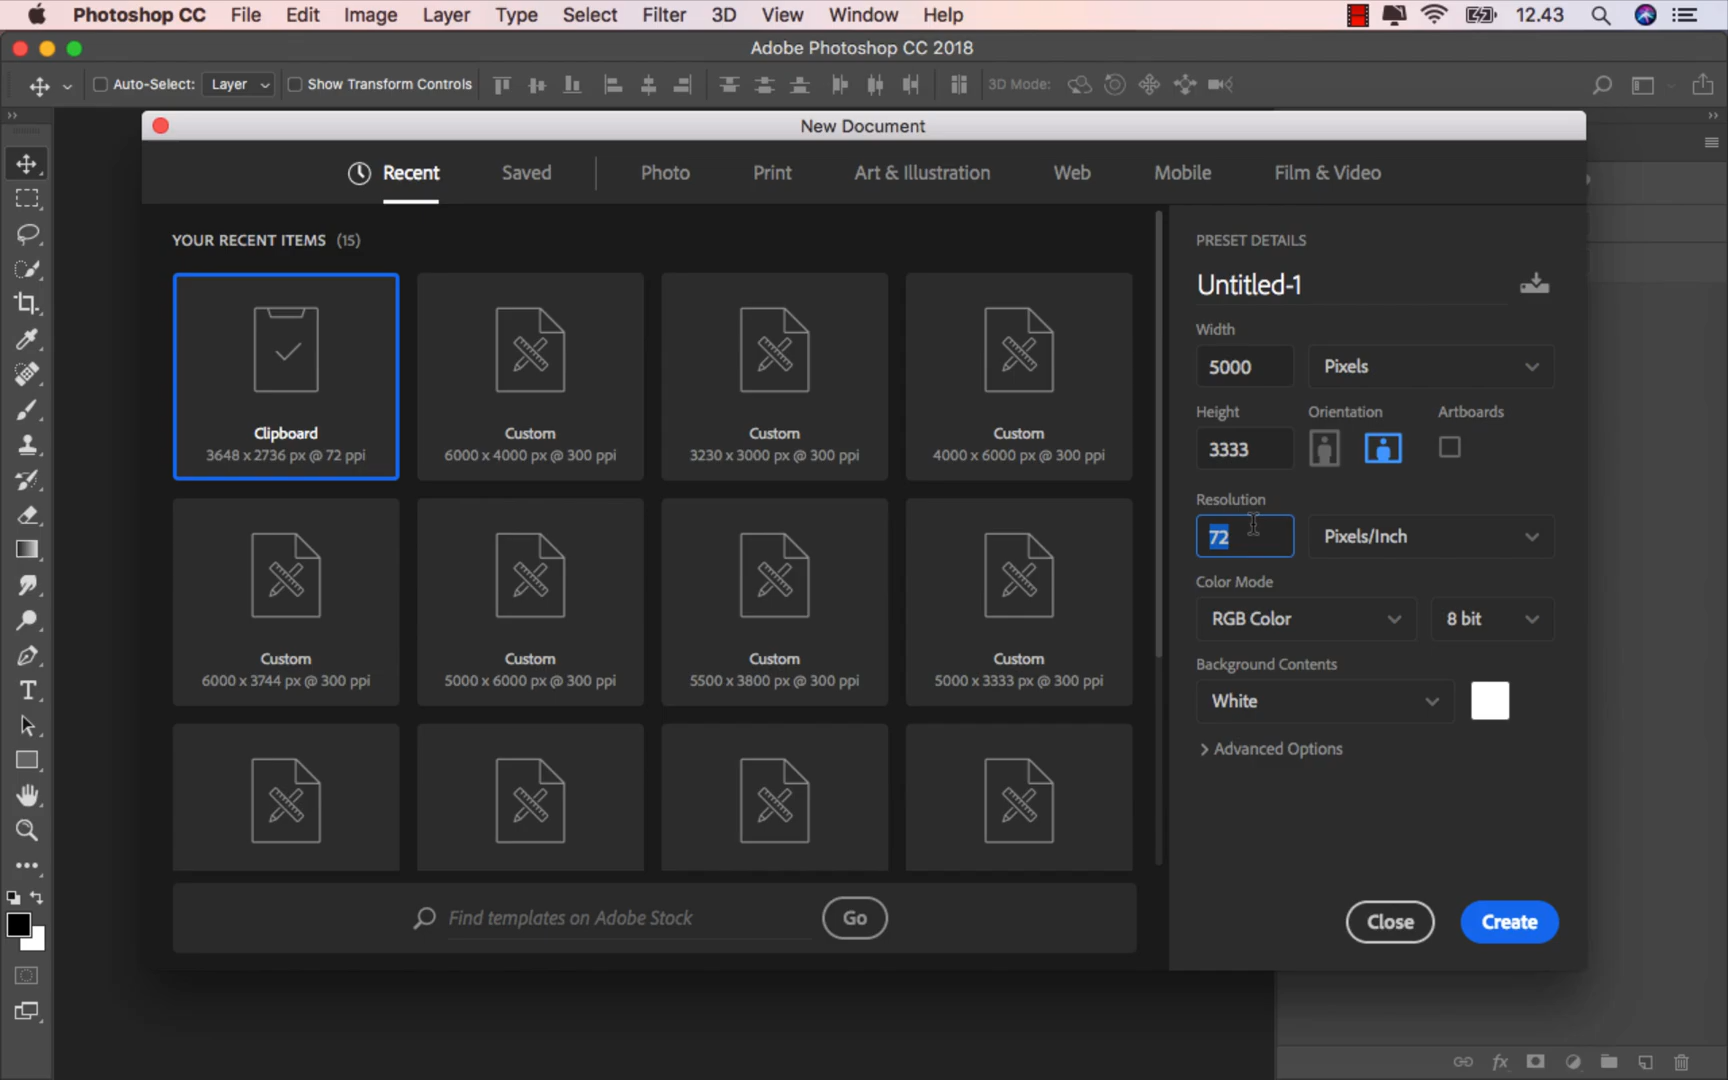 Photoshop CC File Edit Image Layer Type Select Filter 3D View Window Help 12.43
Adobe Photoshop CC 2018
Auto-Select: Layer Show Transform Controls 3D Mode:
New Document
Recent Saved Photo Print Art & Illustration Web Mobile Film & Video
YOUR RECENT ITEMS (15)
Clipboard
3648 x 2736 px @ 72 ppi
Custom
6000 x 4000 px @ 300 ppi
Custom
3230 x 3000 px @ 300 ppi
Custom
4000 x 6000 px @ 300 ppi
Custom
6000 x 3744 px @ 300 ppi
Custom
5000 x 6000 px @ 300 ppi
Custom
5500 x 3800 px @ 300 ppi
Custom
5000 x 3333 px @ 300 ppi
Find templates on Adobe Stock Go
PRESET DETAILS
Untitled-1
Width
5000 Pixels
Height Orientation Artboards
3333
Resolution
72 Pixels/Inch
Color Mode
RGB Color 8 bit
Background Contents
White
Advanced Options
Close Create